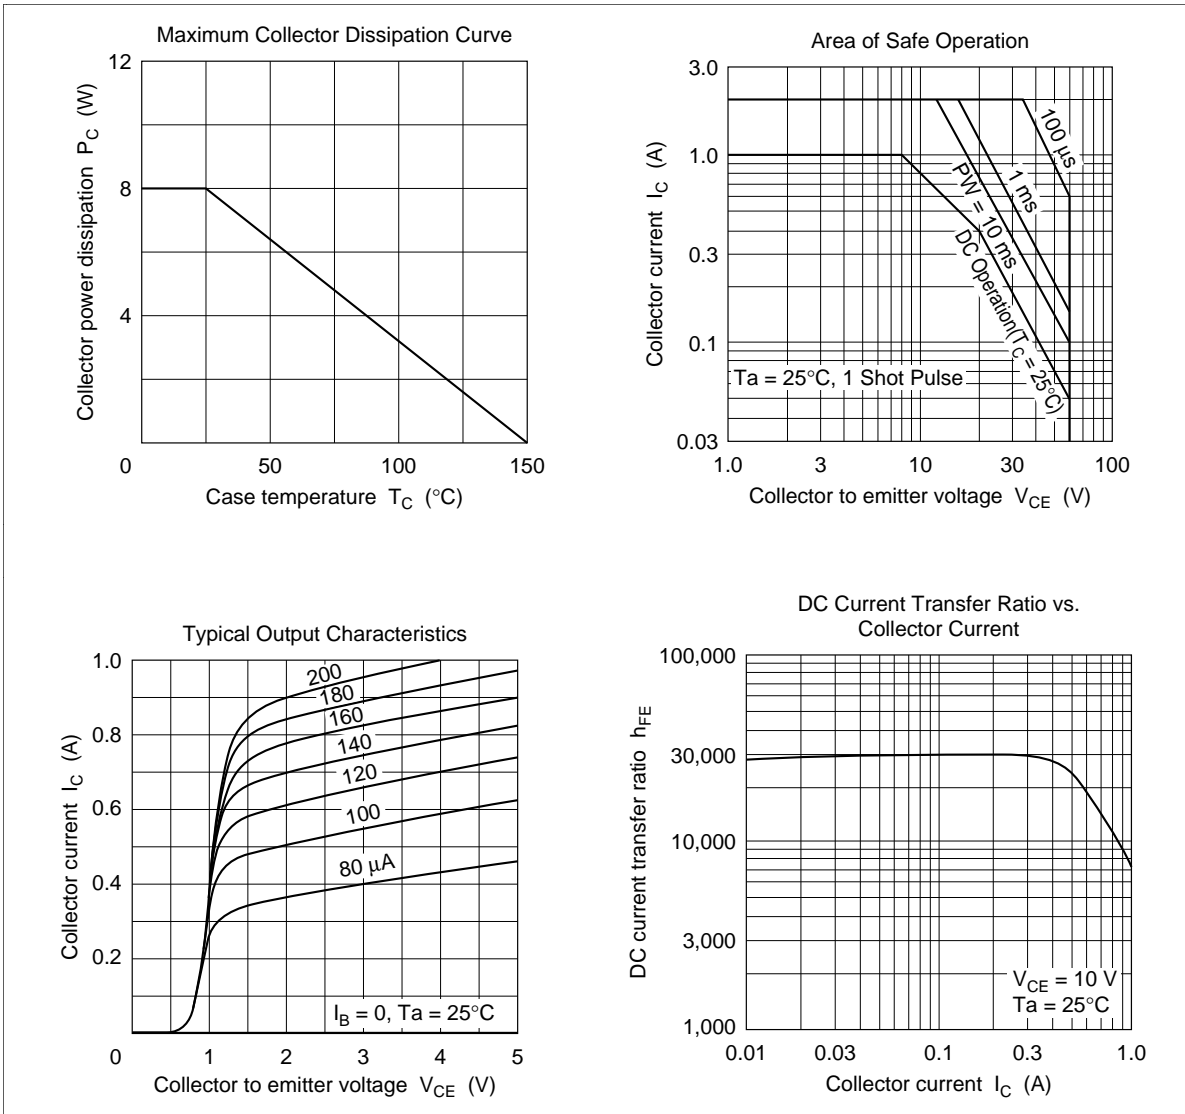 Maximum Collector Dissipation Curve
12
8
4
0
50
100
150
Collector power dissipation P_C (W)
Case temperature T_C (°C)
Area of Safe Operation
3.0
1.0
0.3
0.1
0.03
1.0
3
10
30
100
Collector current I_C (A)
Collector to emitter voltage V_CE (V)
100 μs
1 ms
PW = 10 ms
DC Operation(T_C = 25°C)
Ta = 25°C, 1 Shot Pulse
Typical Output Characteristics
1.0
0.8
0.6
0.4
0.2
0
1
2
3
4
5
Collector current I_C (A)
Collector to emitter voltage V_CE (V)
200
180
160
140
120
100
80 μA
I_B = 0, Ta = 25°C
DC Current Transfer Ratio vs.
Collector Current
100,000
30,000
10,000
3,000
1,000
0.01
0.03
0.1
0.3
1.0
DC current transfer ratio h_FE
Collector current I_C (A)
V_CE = 10 V
Ta = 25°C